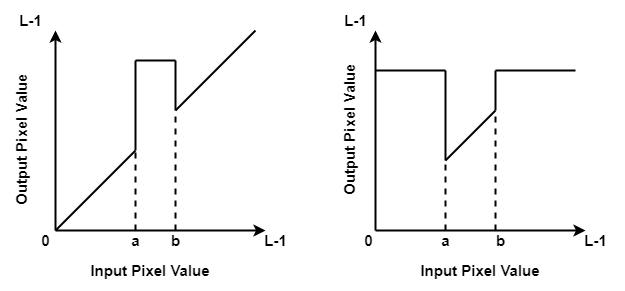 L-1
Output Pixel Value
0
a
b
L-1
Input Pixel Value
L-1
Output Pixel Value
0
a
b
L-1
Input Pixel Value